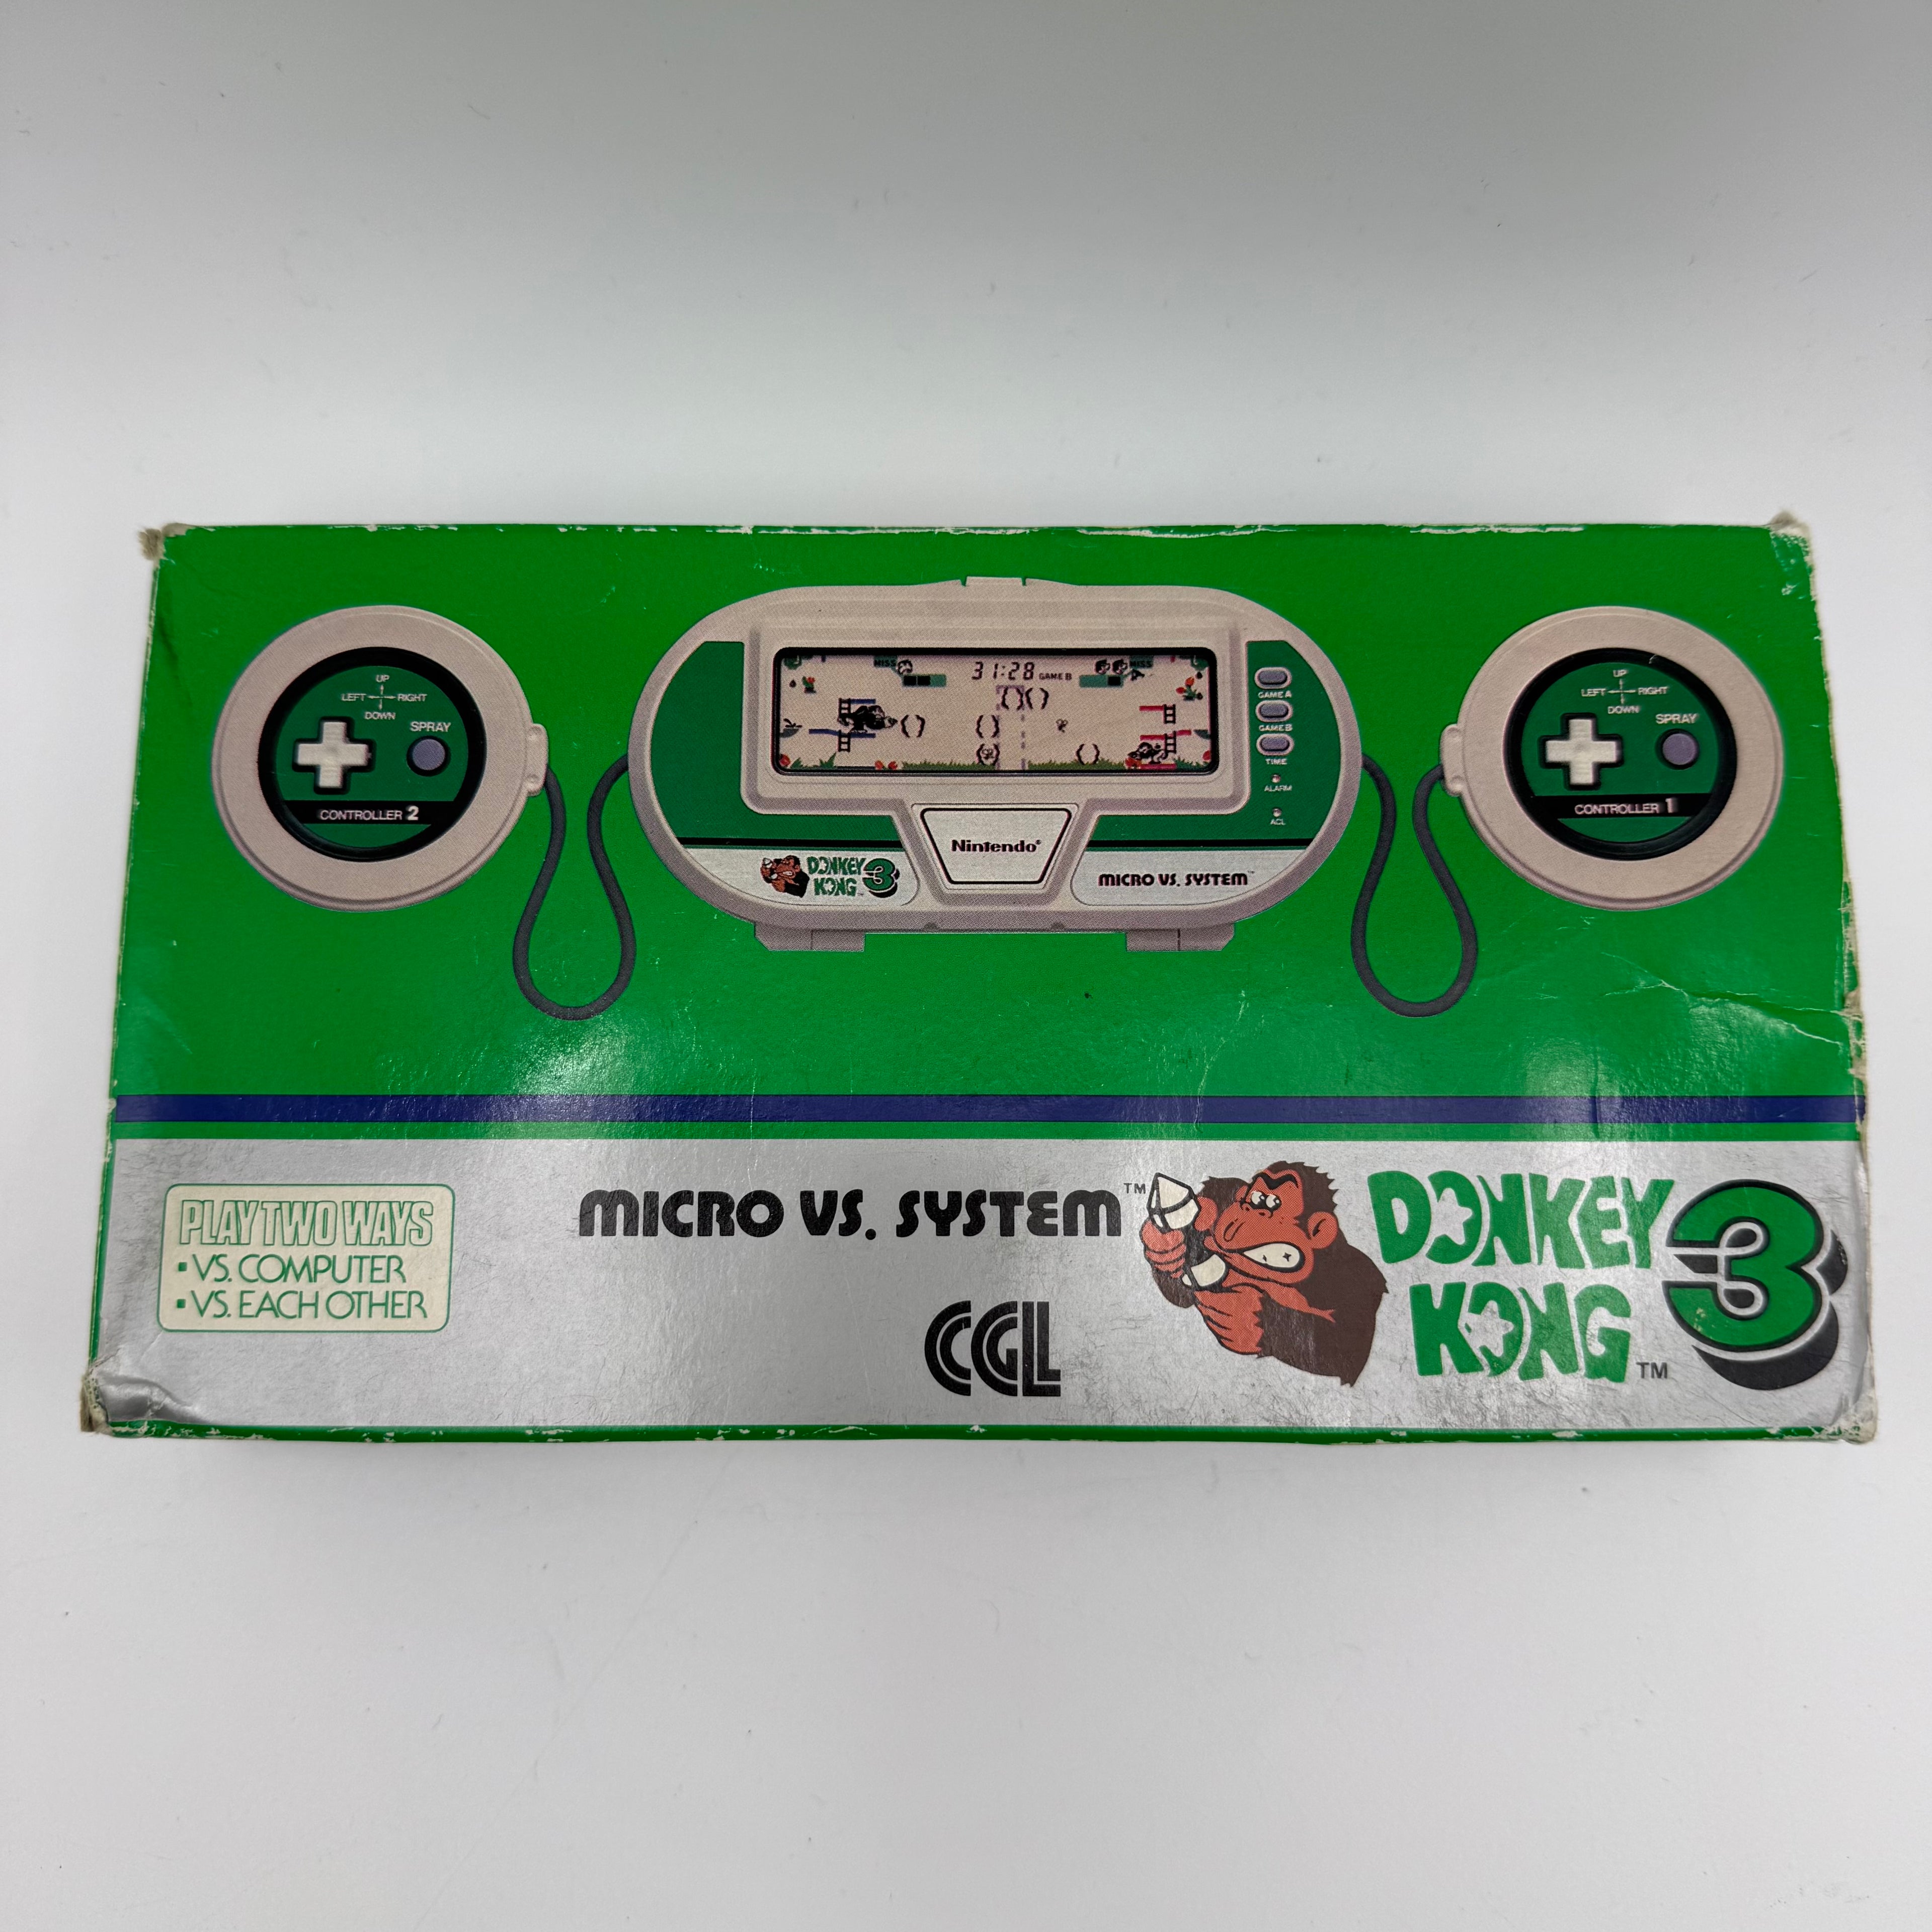 UP
LEFT RIGHT
DOWN
SPRAY
CONTROLLER 2
MISS
31:28 GAME B
MISS
GAME A
GAME B
TIME
ALARM
ACL
Nintendo®
DONKEY
KONG 3
TM
MICRO VS. SYSTEM™
UP
LEFT RIGHT
DOWN
SPRAY
CONTROLLER 1
PLAY TWO WAYS
▪ VS. COMPUTER
▪ VS. EACH OTHER
MICRO VS. SYSTEM™
CGL
DONKEY
KONG 3
TM